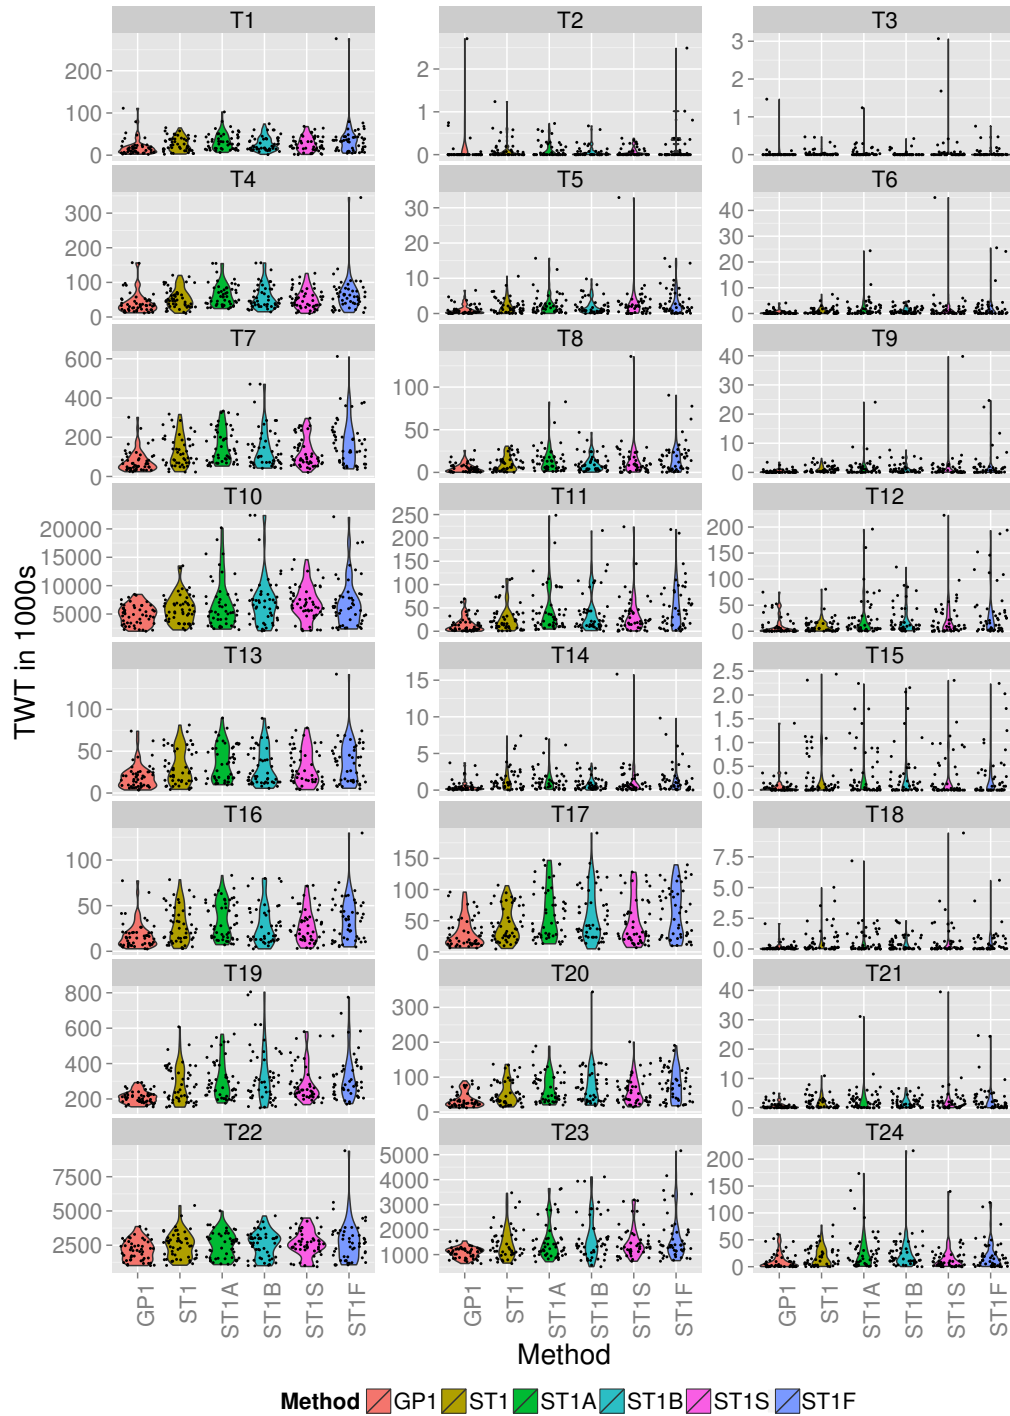 T1 T2 T3
200 2 3
100 1 2
0 0 1
0
T4 T5 T6
300 30 40
200 20 30
100 10 20
0 0 10
0
T7 T8 T9
600 100 40
400 50 30
200 0 20
0 10
0
T10 T11 T12
20000 250 200
15000 200 150
10000 150 100
5000 100 50
50 0
0
T13 T14 T15
100 15 2.5
50 10 2.0
0 5 1.5
0 1.0
0.5
0.0
T16 T17 T18
100 150 7.5
50 100 5.0
0 50 2.5
0 0.0
T19 T20 T21
800 300 40
600 200 30
400 100 20
200 0 10
0
T22 T23 T24
7500 5000 200
5000 4000 150
2500 3000 100
2000 50
1000 0
TWT in 1000s
GP1 ST1 ST1A ST1B ST1S ST1F
GP1 ST1 ST1A ST1B ST1S ST1F
GP1 ST1 ST1A ST1B ST1S ST1F
Method
Method GP1 ST1 ST1A ST1B ST1S ST1F